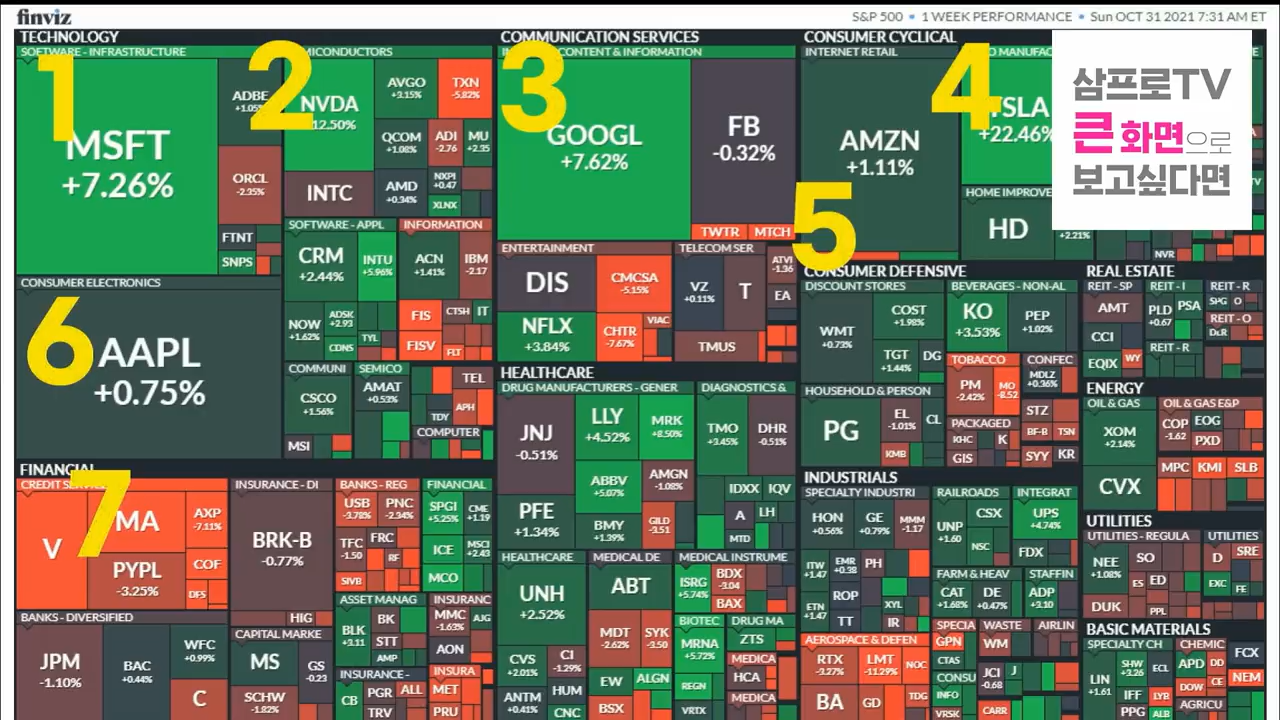 finviz
S&P 500 • 1 WEEK PERFORMANCE • Sun OCT 31 2021 7:31 AM ET
TECHNOLOGY
SOFTWARE - INFRASTRUCTURE
1
MSFT
+7.26%
ADBE
+1.05%
ORCL
-2.35%
FTNT
SNPS
2
NVDA
+12.50%
AVGO
+3.15%
TXN
-5.82%
QCOM
+1.08%
ADI
-2.76
MU
+2.35
INTC
AMD
+0.34%
NXPI
+0.47
XLNX
SOFTWARE - APPL
CRM
+2.44%
INTU
+5.96%
NOW
+1.62%
ADSK
+2.93
CDNS
TYL
INFORMATION
ACN
+1.41%
IBM
-2.17
FIS
CTSH
IT
FISV
FLT
CONSUMER ELECTRONICS
6
AAPL
+0.75%
COMMUNI
CSCO
+1.56%
MSI
SEMICO
AMAT
+0.53%
TEL
TDY
APH
COMPUTER
COMMUNICATION SERVICES
CONTENT & INFORMATION
3
GOOGL
+7.62%
FB
-0.32%
TWTR
MTCH
ENTERTAINMENT
DIS
CMCSA
-5.15%
NFLX
+3.84%
CHTR
-7.67%
VIAC
TELECOM SER
VZ
+0.11%
T
TMUS
ATVI
-1.36
EA
CONSUMER CYCLICAL
INTERNET RETAIL
AMZN
+1.11%
4
TSLA
+22.46%
HOME IMPROVE
HD
+2.21%
NVR
삼프로TV
큰 화면으로
보고싶다면
5
CONSUMER DEFENSIVE
DISCOUNT STORES
WMT
+0.73%
COST
+1.98%
TGT
+1.44%
DG
BEVERAGES - NON-AL
KO
+3.53%
PEP
+1.02%
TOBACCO
PM
-2.42%
MO
-8.52
CONFEC
MDLZ
+0.36%
HOUSEHOLD & PERSON
PG
EL
-1.01%
CL
KMB
PACKAGED
KHC
K
GIS
STZ
BF-B
TSN
SYY
KR
REAL ESTATE
REIT - SP
AMT
CCI
EQIX
WY
REIT - I
PLD
+0.67
PSA
REIT - R
REIT - R
SPG
O
REIT - O
DLR
ENERGY
OIL & GAS
XOM
+2.14%
CVX
OIL & GAS E&P
COP
-1.62
EOG
PXD
MPC
KMI
SLB
HEALTHCARE
DRUG MANUFACTURERS - GENER
JNJ
-0.51%
LLY
+4.52%
MRK
+8.50%
ABBV
+5.07%
AMGN
-1.08%
PFE
+1.34%
BMY
+1.39%
GILD
-3.51
DIAGNOSTICS &
TMO
+3.45%
DHR
-0.51%
IDXX
IQV
A
LH
MTD
HEALTHCARE
UNH
+2.52%
CVS
+2.01%
CI
-1.29%
ANTM
+0.41%
HUM
CNC
MEDICAL DE
ABT
MDT
-2.62%
SYK
-3.50
EW
ALGN
BSX
MEDICAL INSTRUME
ISRG
+5.74%
BDX
-3.04
BAX
BIOTEC
MRNA
+5.72%
REGN
VRTX
DRUG MA
ZTS
MEDICA
HCA
MEDICA
INDUSTRIALS
SPECIALTY INDUSTRI
HON
+0.56%
GE
+0.79%
MMM
-1.17
ITW
+1.47
EMR
+0.38
PH
ROP
XYL
ETN
+1.47
TT
IR
RAILROADS
UNP
+1.60
CSX
NSC
INTEGRAT
UPS
+4.74%
FDX
FARM & HEAV
CAT
+1.68%
DE
+0.47%
STAFFIN
ADP
+3.10
AEROSPACE & DEFEN
RTX
-3.27%
LMT
-11.29%
NOC
BA
GD
TDG
SPECIA
GPN
CTAS
WASTE
WM
AIRLIN
CONSU
INFO
VRSK
JCI
-0.68
J
CARR
UTILITIES
UTILITIES - REGULA
NEE
+1.08%
SO
ES
ED
DUK
PPL
UTILITIES
D
SRE
EXC
FE
BASIC MATERIALS
SPECIALTY CH
LIN
+1.61
SHW
+3.26
ECL
IFF
LYB
PPG
ALB
CHEMIC
APD
DD
DOW
CE
AGRICU
FCX
NEM
FINANCIAL
CREDIT SERVICE
7
V
MA
AXP
-7.11%
PYPL
-3.25%
COF
DFS
INSURANCE - DI
BRK-B
-0.77%
HIG
BANKS - REG
USB
-3.78%
PNC
-2.34%
TFC
-1.50
FRC
RF
SIVB
FINANCIAL
SPGI
+5.25%
CME
+1.19
ICE
MSCI
+2.43
MCO
BANKS - DIVERSIFIED
JPM
-1.10%
BAC
+0.44%
WFC
+0.99%
C
CAPITAL MARKE
MS
GS
-0.23
SCHW
-1.82%
ASSET MANAG
BLK
+3.11
BK
STT
AMP
INSURANC
MMC
-1.63%
AJG
AON
INSURANCE -
CB
PGR
ALL
TRV
INSURA
MET
PRU